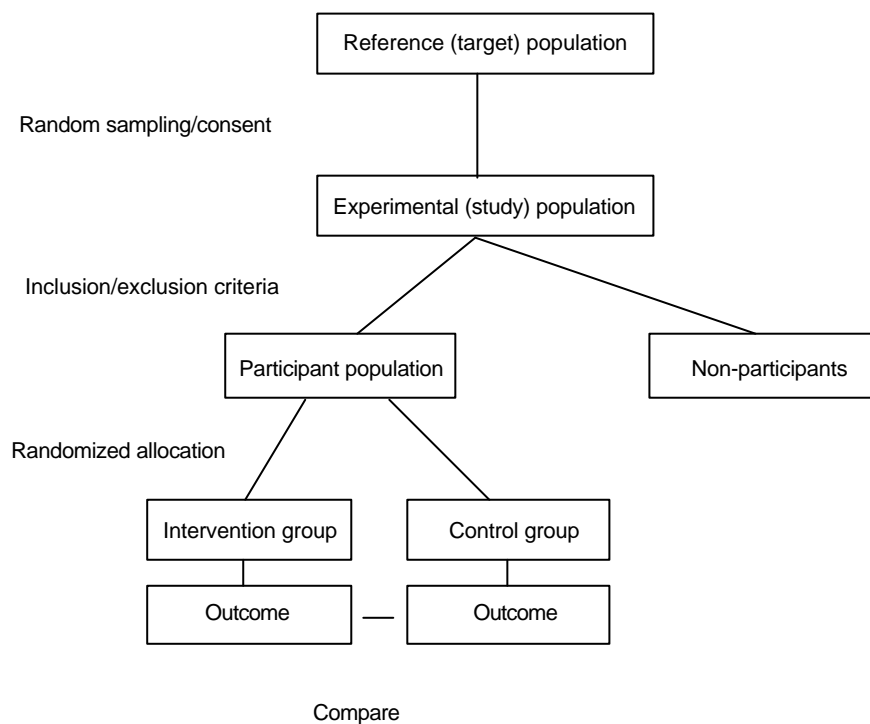 Reference (target) population
Random sampling/consent
Experimental (study) population
Inclusion/exclusion criteria
Participant population
Non-participants
Randomized allocation
Intervention group
Control group
Outcome
Outcome
Compare